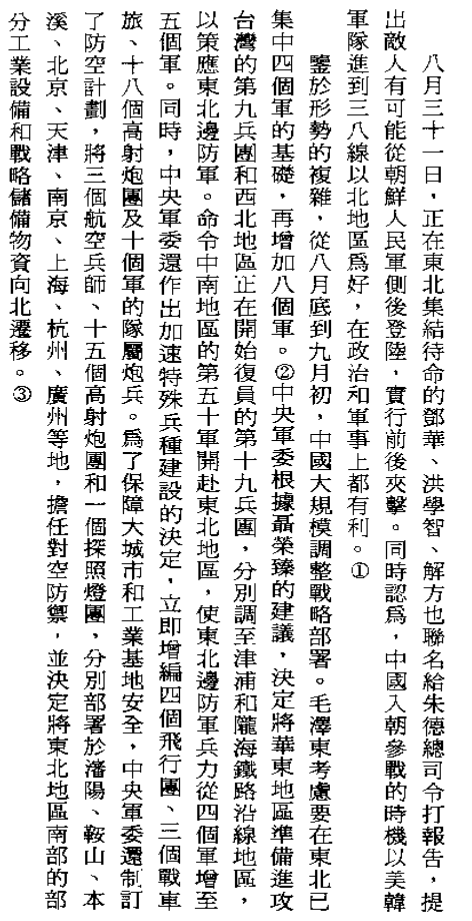 八月三十一日，正在東北集結待命的鄧華、洪學智、解方也聯名給朱德總司令打報告，提
出敵人有可能從朝鮮人民軍側後登陸，實行前後夾擊。同時認爲，中國入朝參戰的時機以美韓
軍隊進到三八線以北地區爲好，在政治和軍事上都有利。①
鑒於形勢的複雜，從八月底到九月初，中國大規模調整戰略部署。毛澤東考慮要在東北已
集中四個軍的基礎，再增加八個軍。②中央軍委根據聶榮臻的建議，決定將華東地區準備進攻
台灣的第九兵團和西北地區正在開始復員的第十九兵團，分別調至津浦和隴海鐵路沿線地區，
以策應東北邊防軍。命令中南地區的第五十軍開赴東北地區，使東北邊防軍兵力從四個軍增至
五個軍。同時，中央軍委還作出加速特殊兵種建設的決定，立即增編四個飛行團、三個戰車
旅、十八個高射炮團及十個軍的隊屬炮兵。爲了保障大城市和工業基地安全，中央軍委還制訂
了防空計劃，將三個航空兵師、十五個高射炮團和一個探照燈團，分別部署於瀋陽、鞍山、本
溪、北京、天津、南京、上海、杭州、廣州等地，擔任對空防禦，並決定將東北地區南部的部
分工業設備和戰略儲備物資向北遷移。③